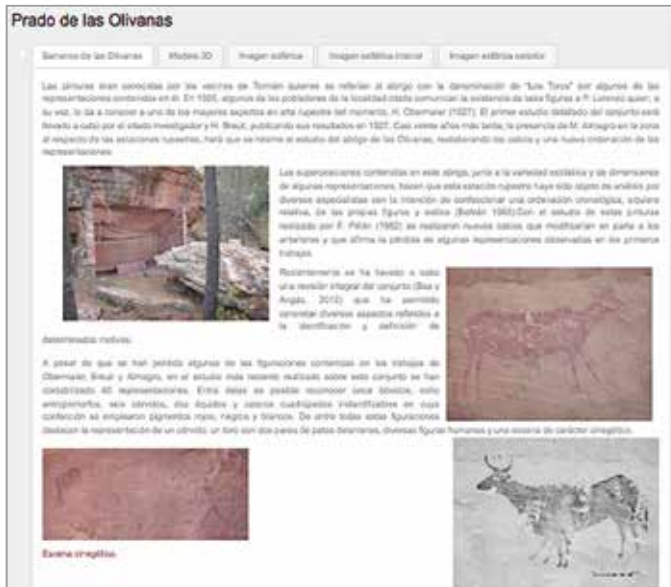 Prado de las Olivanas
Barranco de las Olivanas Modelo 3D Imagen esférica Imagen esférica interior Imagen esférica exterior
Las pinturas eran conocidas por los vecinos de Tormón quienes se referían al abrigo con la denominación de "Los Toros" por algunas de las
representaciones contenidas en él. En algunos de los pobladores de la localidad citada comunican la existencia de estas figuras a P. Lorenzo quien, a
su vez, lo da a conocer a uno de los mayores expertos en arte rupestre del momento, H. Obermaier (1927). El primer estudio detallado del conjunto será
llevado a cabo por el citado investigador y H. Breuil, publicando sus resultados en 1927. Casi veinte años más tarde, la presencia de M. Almagro en la zona
al respecto de las estaciones rupestres, hará que se retome el estudio del abrigo de las Olivanas, realizando los calcos y una nueva ordenación de las
representaciones.
Las superposiciones contenidas en este abrigo, junto a la variedad estilística y de dimensiones
de algunas representaciones, hacen que esta estación rupestre haya sido objeto de análisis por
diversos especialistas con la intención de confeccionar una ordenación cronológica, siquiera
relativa, de las propias figuras y estilos (Beltrán 1968). Con el estudio de estas pinturas
realizado por F. Piñón (1982) se realizaron nuevos calcos que modificarían en parte a los
anteriores y que afirma la pérdida de algunas representaciones observadas en los primeros
trabajos.
Recientemente se ha llevado a cabo
una revisión integral del conjunto (Bea y
Angás, 2012) que ha permitido
concretar diversos aspectos referidos a
la identificación y definición de
determinados motivos.
A pesar de que se han perdido algunas de las figuraciones contenidas en los trabajos de
Obermaier, Breuil y Almagro, en el estudio más reciente realizado sobre este conjunto se han
contabilizado 40 representaciones. Entre ellas es posible reconocer once bóvidos, ocho
antropomorfos, seis cérvidos, dos équidos y catorce cuadrúpedos indentificables en cuya
confección se emplearon pigmentos rojos, negros y blancos. De entre todas estas figuraciones
destacan la representación de un cérvido, un toro con dos pares de patas delanteras, diversas figuras humanas y una escena de carácter cinegético.
Escena cinegética.